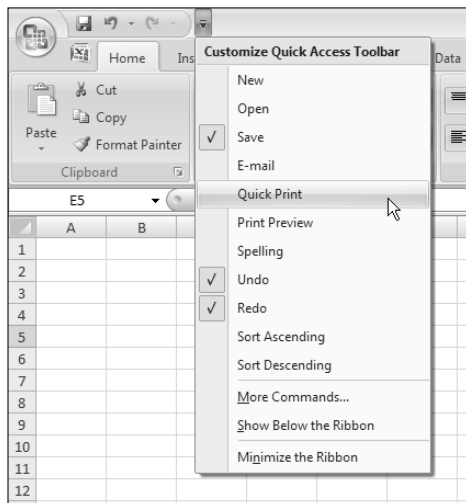 Home
Ins
Data
Cut
Copy
Format Painter
Paste
Clipboard
E5
Customize Quick Access Toolbar
New
Open
√ Save
E-mail
Quick Print
Print Preview
Spelling
√ Undo
√ Redo
Sort Ascending
Sort Descending
More Commands...
Show Below the Ribbon
Minimize the Ribbon
A B
1
2
3
4
5
6
7
8
9
10
11
12